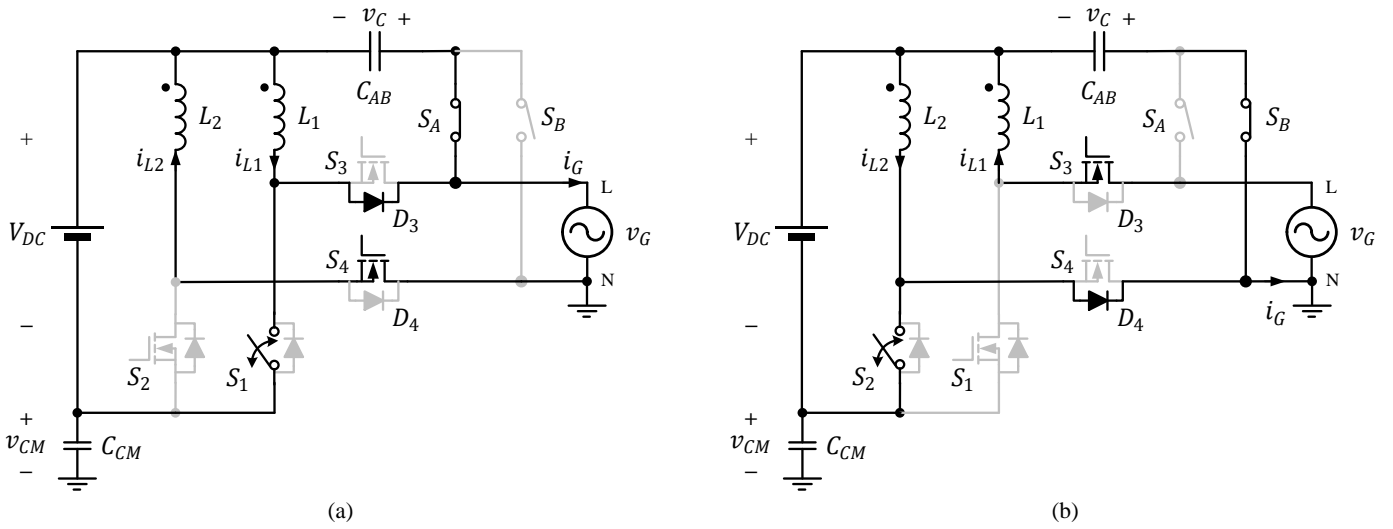 − v_C + − v_C +
C_AB C_AB
S_A S_B S_A S_B
L_2 L_1 L_2 L_1
+ +
i_L2 i_L1 S_3 i_G i_L2 i_L1 S_3
L L
D_3 D_3
V_DC v_G V_DC v_G
S_4 S_4
N N
− D_4 − D_4 i_G
S_2 S_1 S_2 S_1
+ +
v_CM C_CM v_CM C_CM
− −
(a) (b)